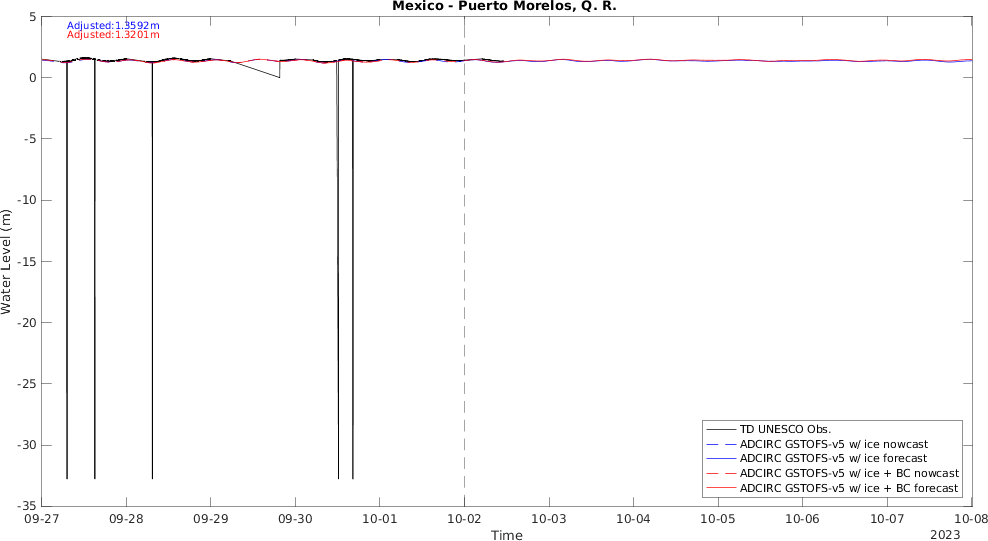 Mexico - Puerto Morelos, Q. R.
Adjusted:1.3592m
Adjusted:1.3201m
Water Level (m)
5
0
-5
-10
-15
-20
-25
-30
-35
TD UNESCO Obs.
ADCIRC GSTOFS-v5 w/ ice nowcast
ADCIRC GSTOFS-v5 w/ ice forecast
ADCIRC GSTOFS-v5 w/ ice + BC nowcast
ADCIRC GSTOFS-v5 w/ ice + BC forecast
09-27 09-28 09-29 09-30 10-01 10-02 10-03 10-04 10-05 10-06 10-07 10-08
Time
2023